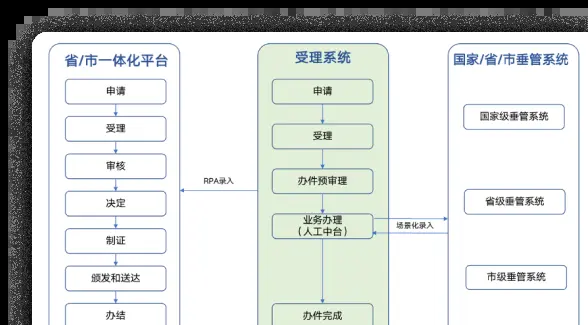 省/市一体化平台
申请
受理
审核
决定
制证
颁发和送达
办结
RPA录入
受理系统
申请
受理
办件预审理
业务办理
（人工中台）
办件完成
场景化录入
国家/省/市垂管系统
国家级垂管系统
省级垂管系统
市级垂管系统